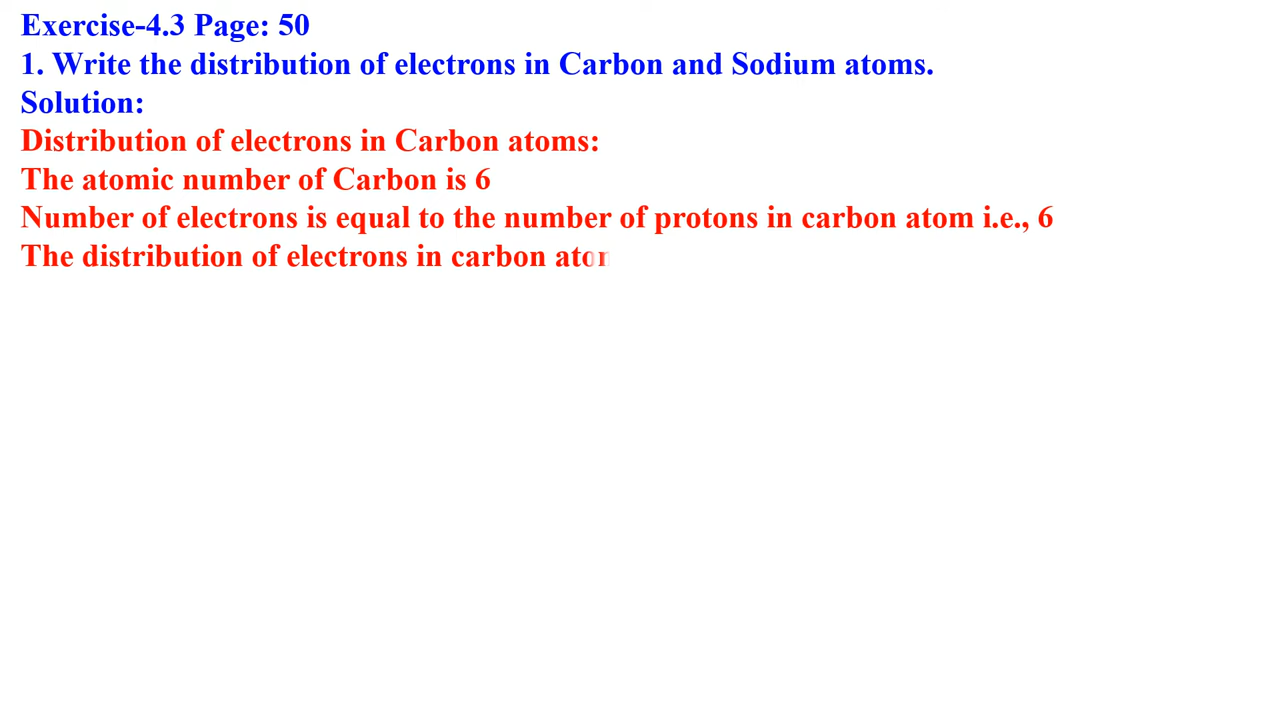 Exercise-4.3 Page: 50
1. Write the distribution of electrons in Carbon and Sodium atoms.
Solution:
Distribution of electrons in Carbon atoms:
The atomic number of Carbon is 6
Number of electrons is equal to the number of protons in carbon atom i.e., 6
The distribution of electrons in carbon